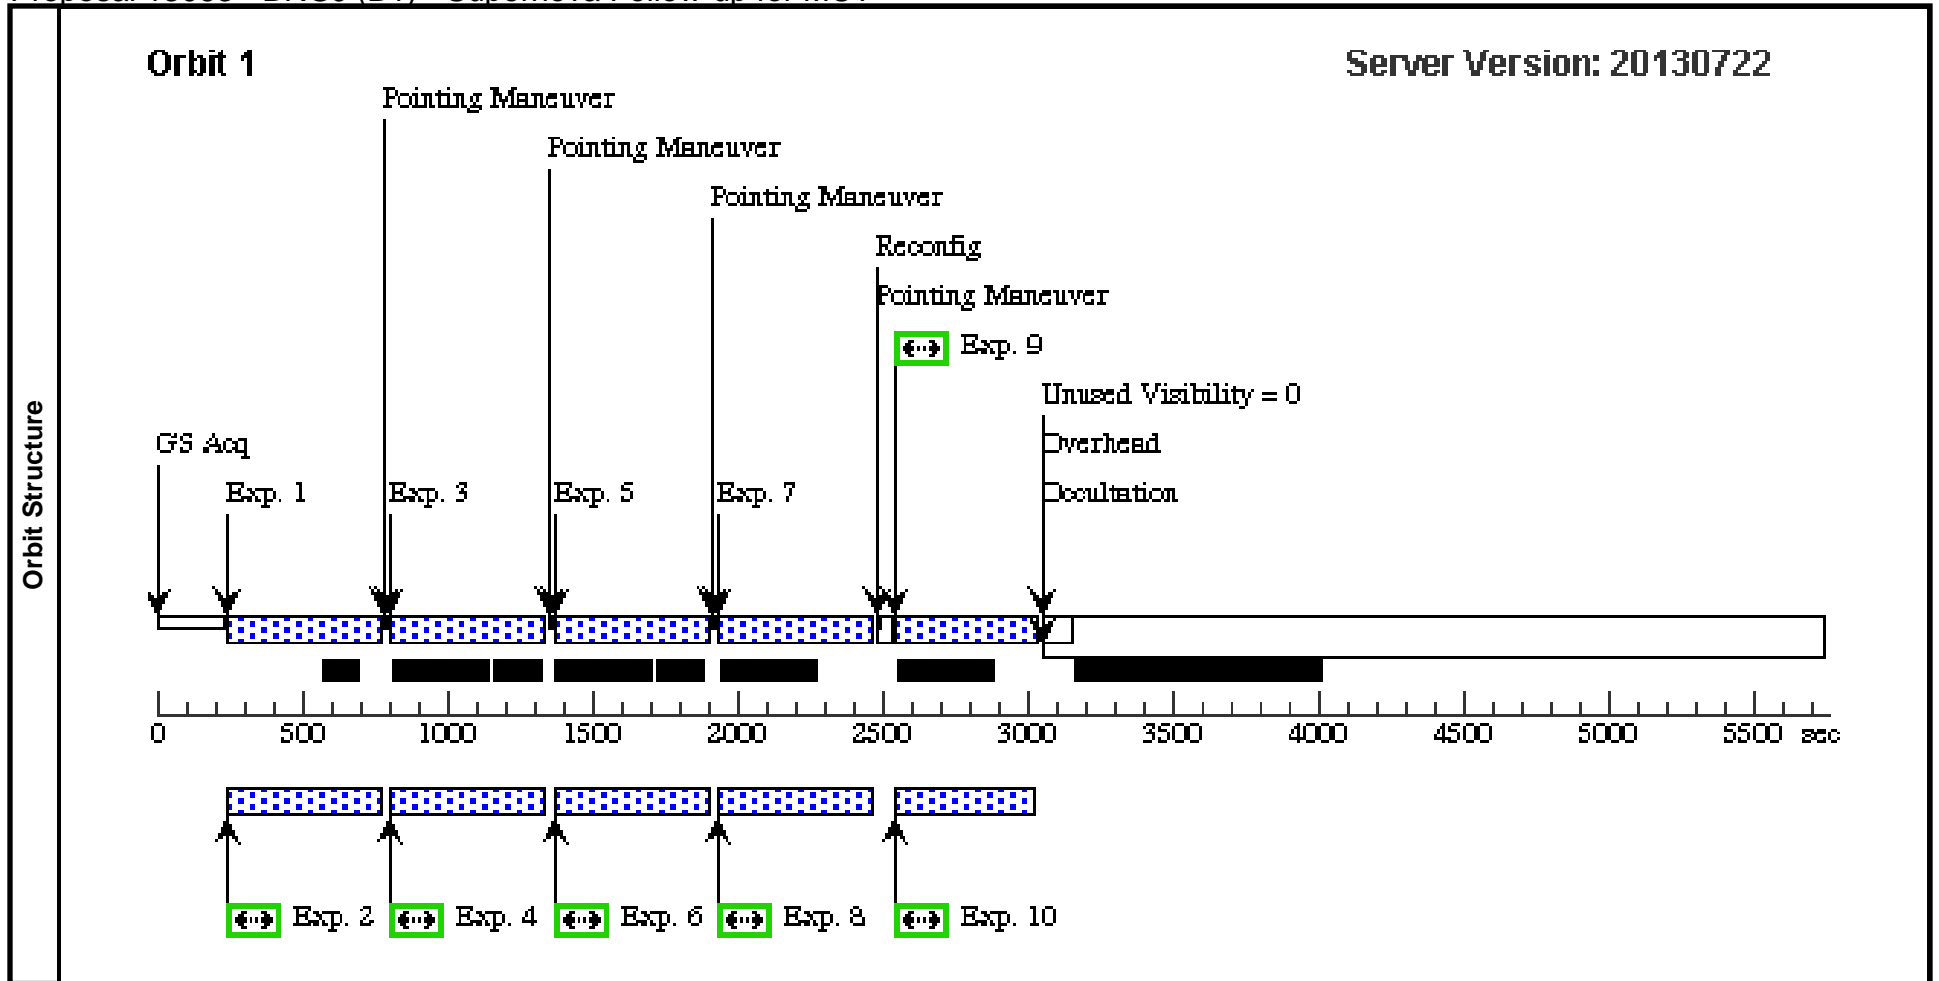 Orbit 1
Server Version: 20130722
Pointing Maneuver
Pointing Maneuver
Pointing Maneuver
Reconfig
Pointing Maneuver
Exp. 9
Unused Visibility = 0
GS Acq
Overhead
Exp. 1
Exp. 3
Exp. 5
Exp. 7
Occultation
Orbit Structure
0 500 1000 1500 2000 2500 3000 3500 4000 4500 5000 5500 sec
Exp. 2
Exp. 4
Exp. 6
Exp. 8
Exp. 10